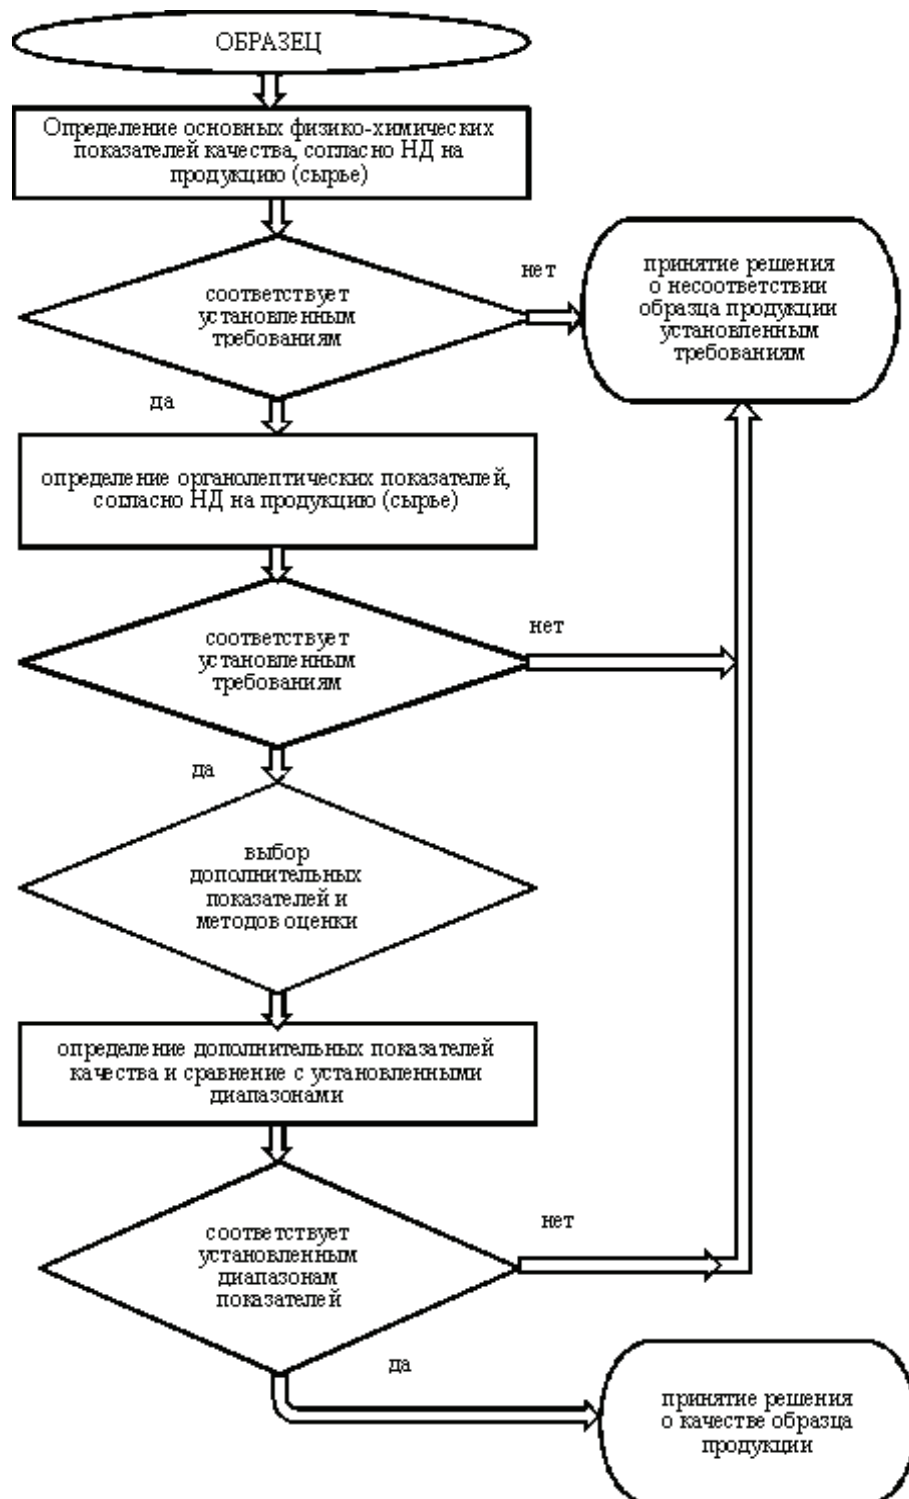 ОБРАЗЕЦ
Определение основных физико-химических
показателей качества, согласно НД на
продукцию (сырье)
нет
принятие решения
о несоответствии
образца продукции
установленным
требованиям
соответствует
установленным
требованиям
да
определение органолептических показателей,
согласно НД на продукцию (сырье)
нет
соответствует
установленным
требованиям
да
выбор
дополнительных
показателей и
методов оценки
определение дополнительных показателей
качества и сравнение с установленными
диапазонами
нет
соответствует
установленным
диапазонам
показателей
да
принятие решения
о качестве образца
продукции